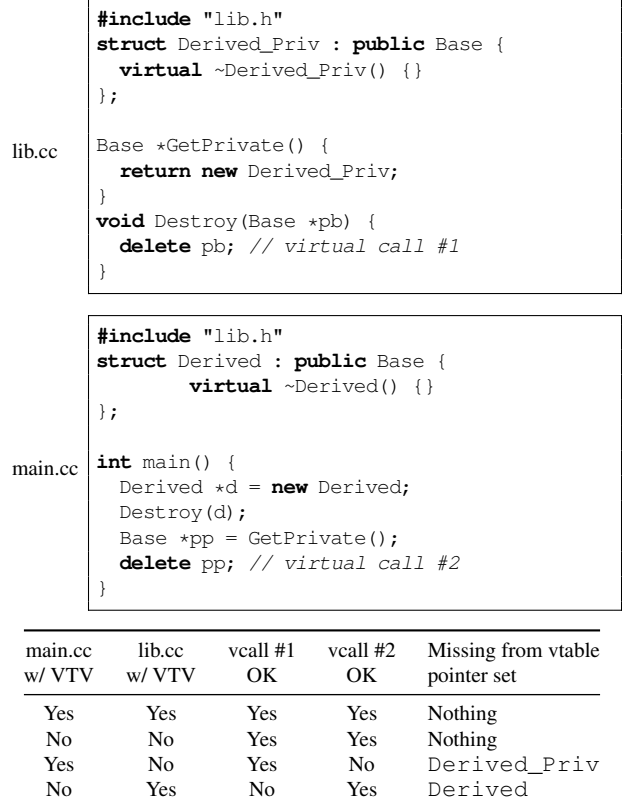 #include "lib.h"
struct Derived_Priv : public Base {
  virtual ~Derived_Priv() {}
};
lib.cc
Base *GetPrivate() {
  return new Derived_Priv;
}
void Destroy(Base *pb) {
  delete pb; // virtual call #1
}
#include "lib.h"
struct Derived : public Base {
        virtual ~Derived() {}
};
main.cc
int main() {
  Derived *d = new Derived;
  Destroy(d);
  Base *pp = GetPrivate();
  delete pp; // virtual call #2
}
main.cc lib.cc vcall #1 vcall #2 Missing from vtable
w/ VTV w/ VTV OK OK pointer set
Yes Yes Yes Yes Nothing
No No Yes Yes Nothing
Yes No Yes No Derived_Priv
No Yes No Yes Derived